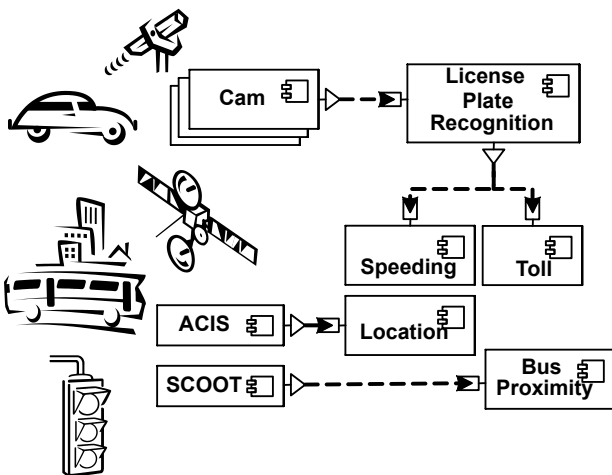 Cam
License
Plate
Recognition
Speeding
Toll
ACIS
Location
SCOOT
Bus
Proximity